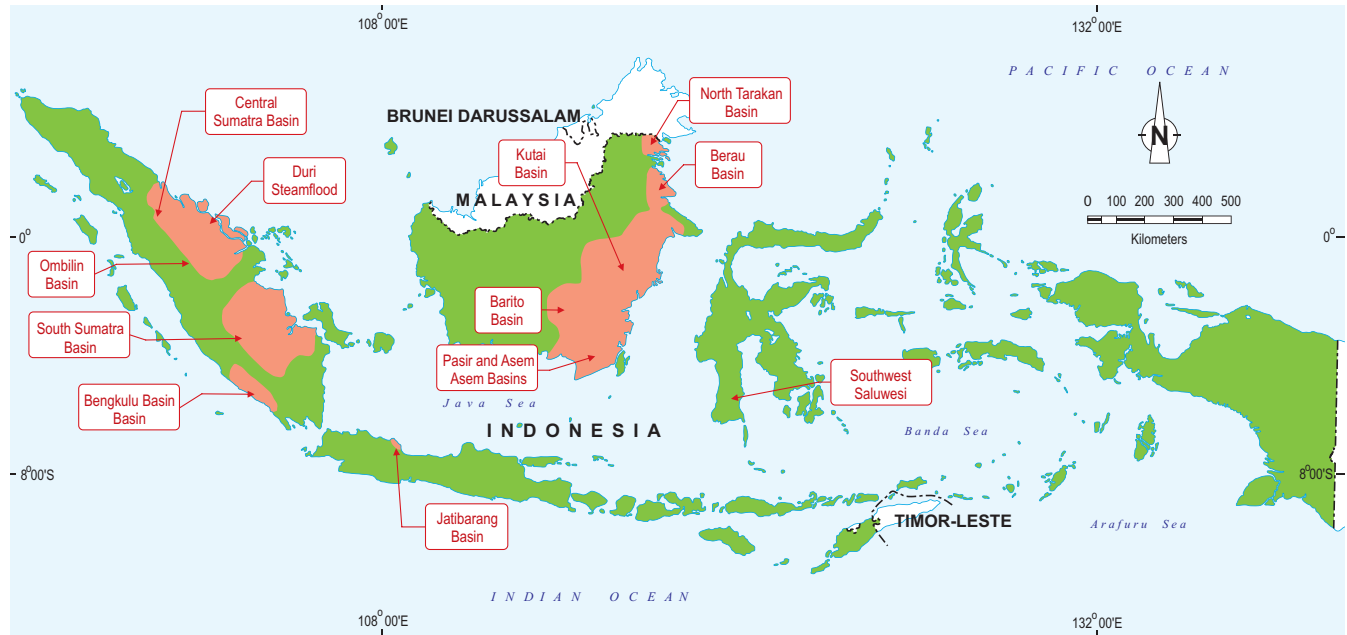 108°00'E
132°00'E
PACIFIC OCEAN
Central
Sumatra Basin
North Tarakan
Basin
BRUNEI DARUSSALAM
N
Duri
Steamflood
Kutai
Basin
Berau
Basin
MALAYSIA
0 100 200 300 400 500
Kilometers
0°
0°
Ombilin
Basin
Barito
Basin
South Sumatra
Basin
Pasir and Asem
Asem Basins
Southwest
Saluwesi
Bengkulu Basin
Basin
Java Sea
INDONESIA
Banda Sea
8°00'S
8°00'S
Jatibarang
Basin
TIMOR-LESTE
Arafuru Sea
INDIAN OCEAN
108°00'E
132°00'E